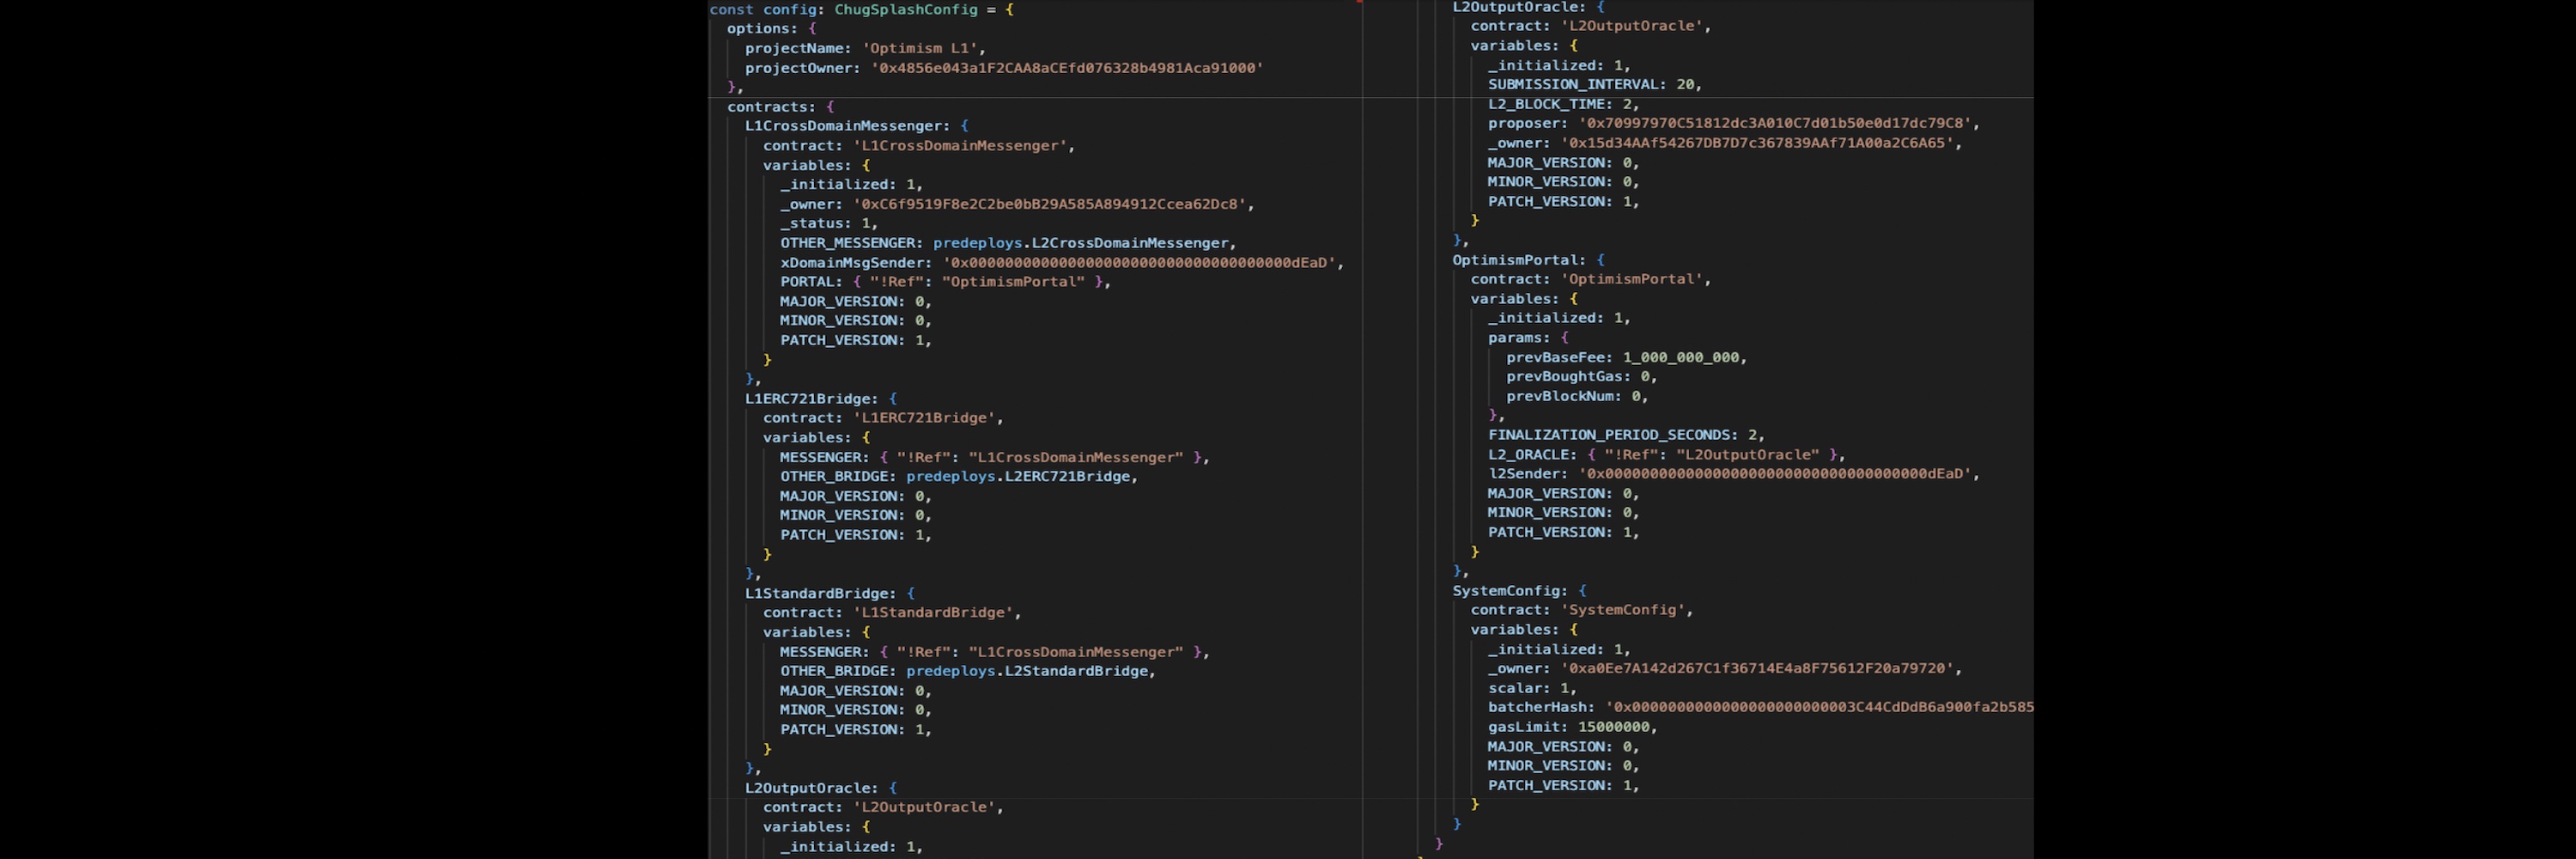 const config: ChugSplashConfig = {
options: {
projectName: 'Optimism L1',
projectOwner: '0x4856e043a1F2CAA8aCEfd076328b4981Aca91000'
},
contracts: {
L1CrossDomainMessenger: {
contract: 'L1CrossDomainMessenger',
variables: {
_initialized: 1,
_owner: '0xC6f9519F8e2C2be0bB29A585A894912Ccea62Dc8',
_status: 1,
OTHER_MESSENGER: predeploys.L2CrossDomainMessenger,
xDomainMsgSender: '0x000000000000000000000000000000000000dEaD',
PORTAL: { "!Ref": "OptimismPortal" },
MAJOR_VERSION: 0,
MINOR_VERSION: 0,
PATCH_VERSION: 1,
}
},
L1ERC721Bridge: {
contract: 'L1ERC721Bridge',
variables: {
MESSENGER: { "!Ref": "L1CrossDomainMessenger" },
OTHER_BRIDGE: predeploys.L2ERC721Bridge,
MAJOR_VERSION: 0,
MINOR_VERSION: 0,
PATCH_VERSION: 1,
}
},
L1StandardBridge: {
contract: 'L1StandardBridge',
variables: {
MESSENGER: { "!Ref": "L1CrossDomainMessenger" },
OTHER_BRIDGE: predeploys.L2StandardBridge,
MAJOR_VERSION: 0,
MINOR_VERSION: 0,
PATCH_VERSION: 1,
}
},
L2OutputOracle: {
contract: 'L2OutputOracle',
variables: {
_initialized: 1,
L2OutputOracle: {
contract: 'L2OutputOracle',
variables: {
_initialized: 1,
SUBMISSION_INTERVAL: 20,
L2_BLOCK_TIME: 2,
proposer: '0x70997970C51812dc3A010C7d01b50e0d17dc79C8',
_owner: '0x15d34AAf54267DB7D7c367839AAf71A00a2C6A65',
MAJOR_VERSION: 0,
MINOR_VERSION: 0,
PATCH_VERSION: 1,
}
},
OptimismPortal: {
contract: 'OptimismPortal',
variables: {
_initialized: 1,
params: {
prevBaseFee: 1_000_000_000,
prevBoughtGas: 0,
prevBlockNum: 0,
},
FINALIZATION_PERIOD_SECONDS: 2,
L2_ORACLE: { "!Ref": "L2OutputOracle" },
l2Sender: '0x000000000000000000000000000000000000dEaD',
MAJOR_VERSION: 0,
MINOR_VERSION: 0,
PATCH_VERSION: 1,
}
},
SystemConfig: {
contract: 'SystemConfig',
variables: {
_initialized: 1,
_owner: '0xa0Ee7A142d267C1f36714E4a8F75612F20a79720',
scalar: 1,
batcherHash: '0x0000000000000000000000003C44CdDdB6a900fa2b585
gasLimit: 15000000,
MAJOR_VERSION: 0,
MINOR_VERSION: 0,
PATCH_VERSION: 1,
}
}
}